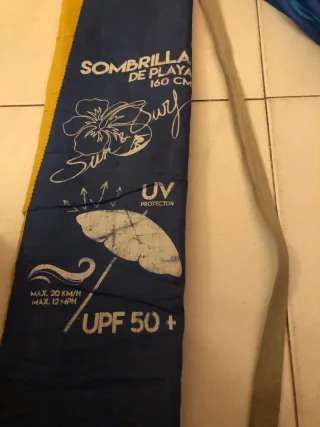 SOMBRILLA
DE PLAYA
160 CM
Sun & Surf
UV
PROTECTOR
MAX. 20 KM/H
MAX. 12 MPH
UPF 50 +